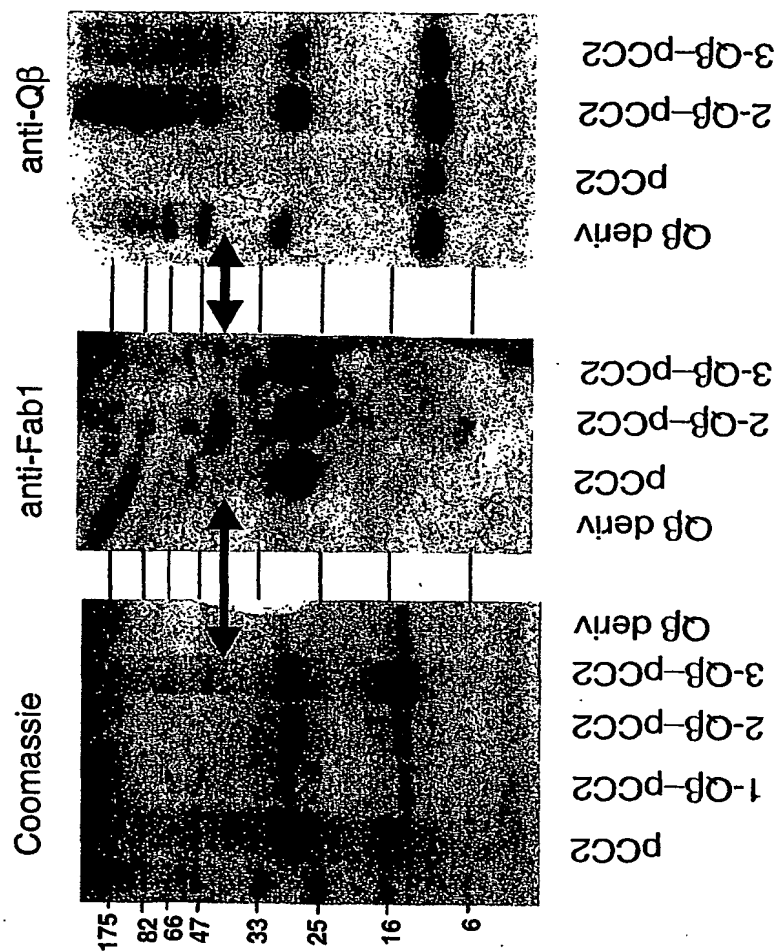 Coomassie
anti-Fab1
anti-Qβ
175
82
66
47
33
25
16
6
pCC2
1-Qβ–pCC2
2-Qβ–pCC2
3-Qβ–pCC2
Qβ deriv
Qβ deriv
pCC2
2-Qβ–pCC2
3-Qβ–pCC2
Qβ deriv
pCC2
2-Qβ–pCC2
3-Qβ–pCC2